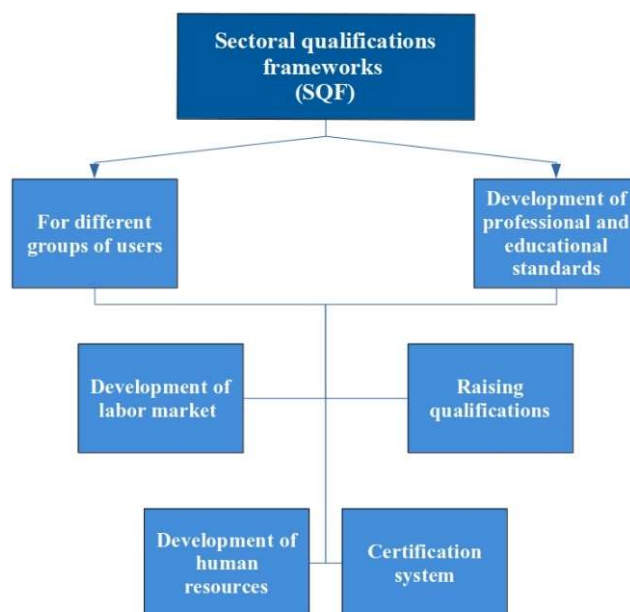 Sectoral qualifications
frameworks
(SQF)
For different
groups of users
Development of
professional and
educational
standards
Development of
labor market
Raising
qualifications
Development of
human
resources
Certification
system